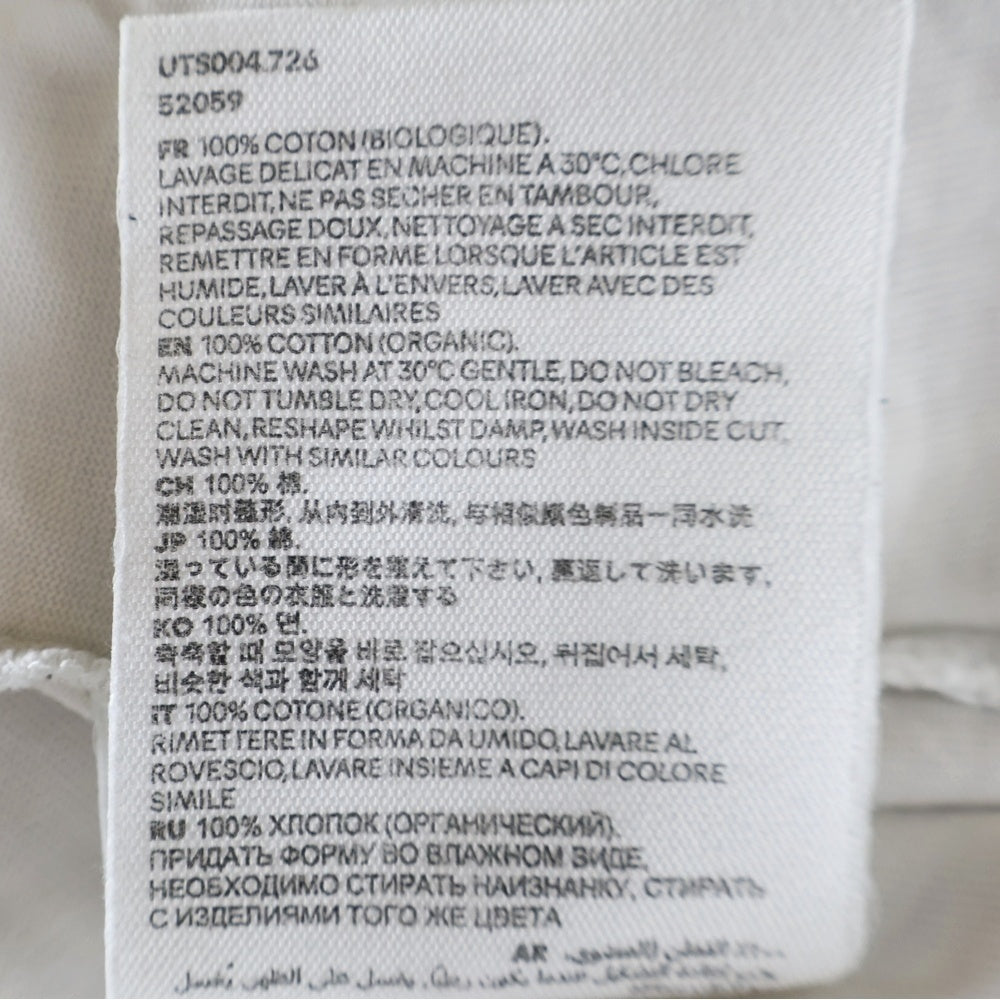 UTS004.726
52059
FR 100% COTON (BIOLOGIQUE).
LAVAGE DELICAT EN MACHINE A 30°C, CHLORE
INTERDIT, NE PAS SECHER EN TAMBOUR,
REPASSAGE DOUX, NETTOYAGE A SEC INTERDIT,
REMETTRE EN FORME LORSQUE L'ARTICLE EST
HUMIDE, LAVER À L'ENVERS, LAVER AVEC DES
COULEURS SIMILAIRES
EN 100% COTTON (ORGANIC).
MACHINE WASH AT 30°C GENTLE, DO NOT BLEACH,
DO NOT TUMBLE DRY, COOL IRON, DO NOT DRY
CLEAN, RESHAPE WHILST DAMP, WASH INSIDE OUT,
WASH WITH SIMILAR COLOURS
CH 100% 棉.
潮湿时整形, 从内到外清洗, 与相似颜色制品一同水洗
JP 100% 綿.
湿っている間に形を整えて下さい, 裏返して洗います,
同様の色の衣服と洗濯する
KO 100% 면.
축축할 때 모양을 바로 잡으십시오, 뒤집어서 세탁,
비슷한 색과 함께 세탁
IT 100% COTONE (ORGANICO).
RIMETTERE IN FORMA DA UMIDO, LAVARE AL
ROVESCIO, LAVARE INSIEME A CAPI DI COLORE
SIMILE
RU 100% ХЛОПОК (ОРГАНИЧЕСКИЙ).
ПРИДАТЬ ФОРМУ ВО ВЛАЖНОМ ВИДЕ,
НЕОБХОДИМО СТИРАТЬ НАИЗНАНКУ, СТИРАТЬ
С ИЗДЕЛИЯМИ ТОГО ЖЕ ЦВЕТА
AR